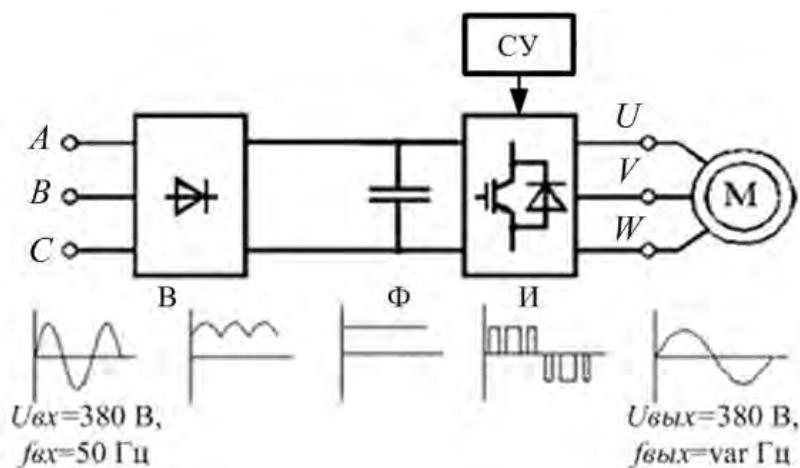 СУ
A
B
C
U
V
W
М
В
Ф
И
Uвх=380 В,
fвх=50 Гц
Uвых=380 В,
fвых=var Гц